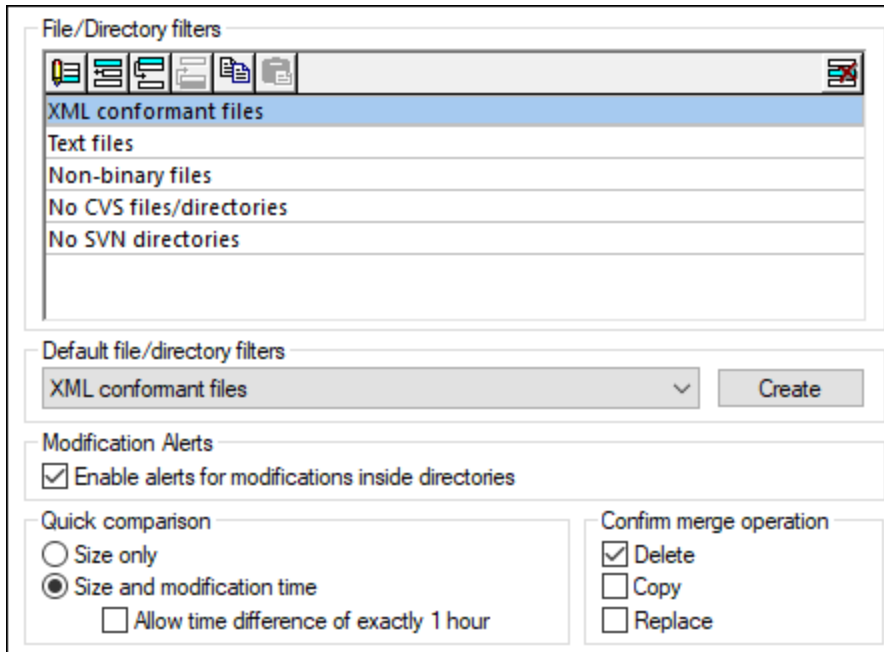 File/Directory filters
XML conformant files
Text files
Non-binary files
No CVS files/directories
No SVN directories
Default file/directory filters
XML conformant files
Create
Modification Alerts
Enable alerts for modifications inside directories
Quick comparison
Size only
Size and modification time
Allow time difference of exactly 1 hour
Confirm merge operation
Delete
Copy
Replace